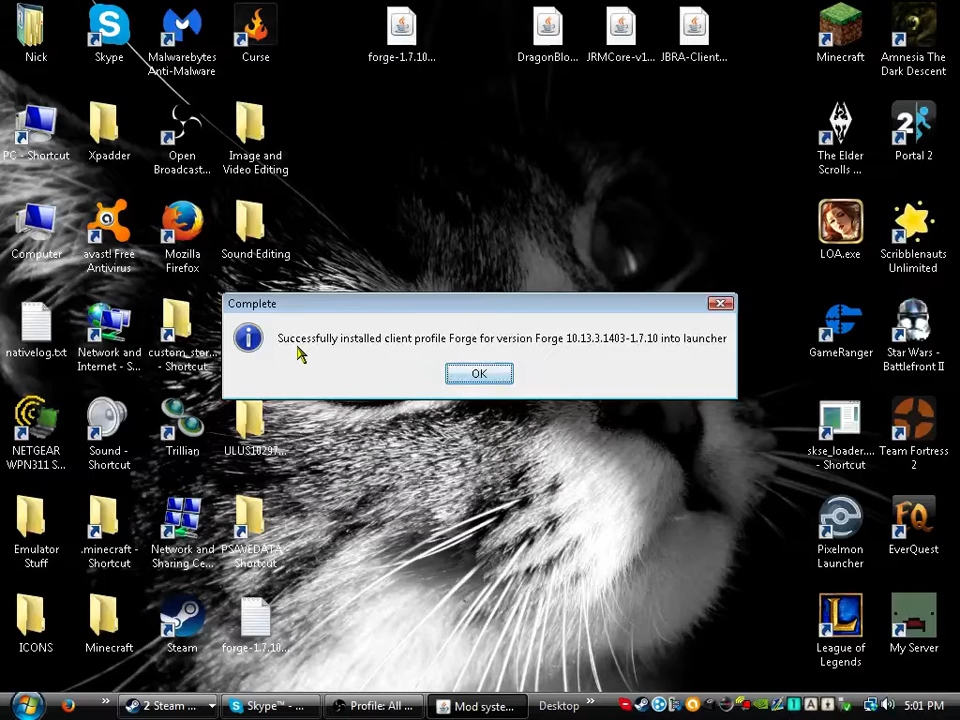 Nick
Skype
Malwarebytes
Anti-Malware
Curse
forge-1.7.10...
DragonBlo...
JRMCore-v1...
JBRA-Client...
Minecraft
Amnesia The
Dark Descent
PC - Shortcut
Xpadder
Open
Broadcast...
Image and
Video Editing
The Elder
Scrolls ...
2
Portal 2
Computer
avast! Free
Antivirus
Mozilla
Firefox
Sound Editing
LOA.exe
Scribblenauts
Unlimited
Complete
Successfully installed client profile Forge for version Forge 10.13.3.1403-1.7.10 into launcher
OK
nativelog.txt
Network and
Internet - S...
custom_stor...
- Shortcut
GameRanger
Star Wars -
Battlefront II
NETGEAR
WPN311 S...
Sound -
Shortcut
Trillian
ULUS10297...
skse_loader....
- Shortcut
Team Fortress
2
Emulator
Stuff
.minecraft -
Shortcut
Network and
Sharing Ce...
PSAVEDATA -
Shortcut
Pixelmon
Launcher
FQ
EverQuest
ICONS
Minecraft
Steam
forge-1.7.10...
L
League of
Legends
My Server
2 Steam ...
Skype™ - ...
Profile: All ...
Mod syste...
Desktop
5:01 PM